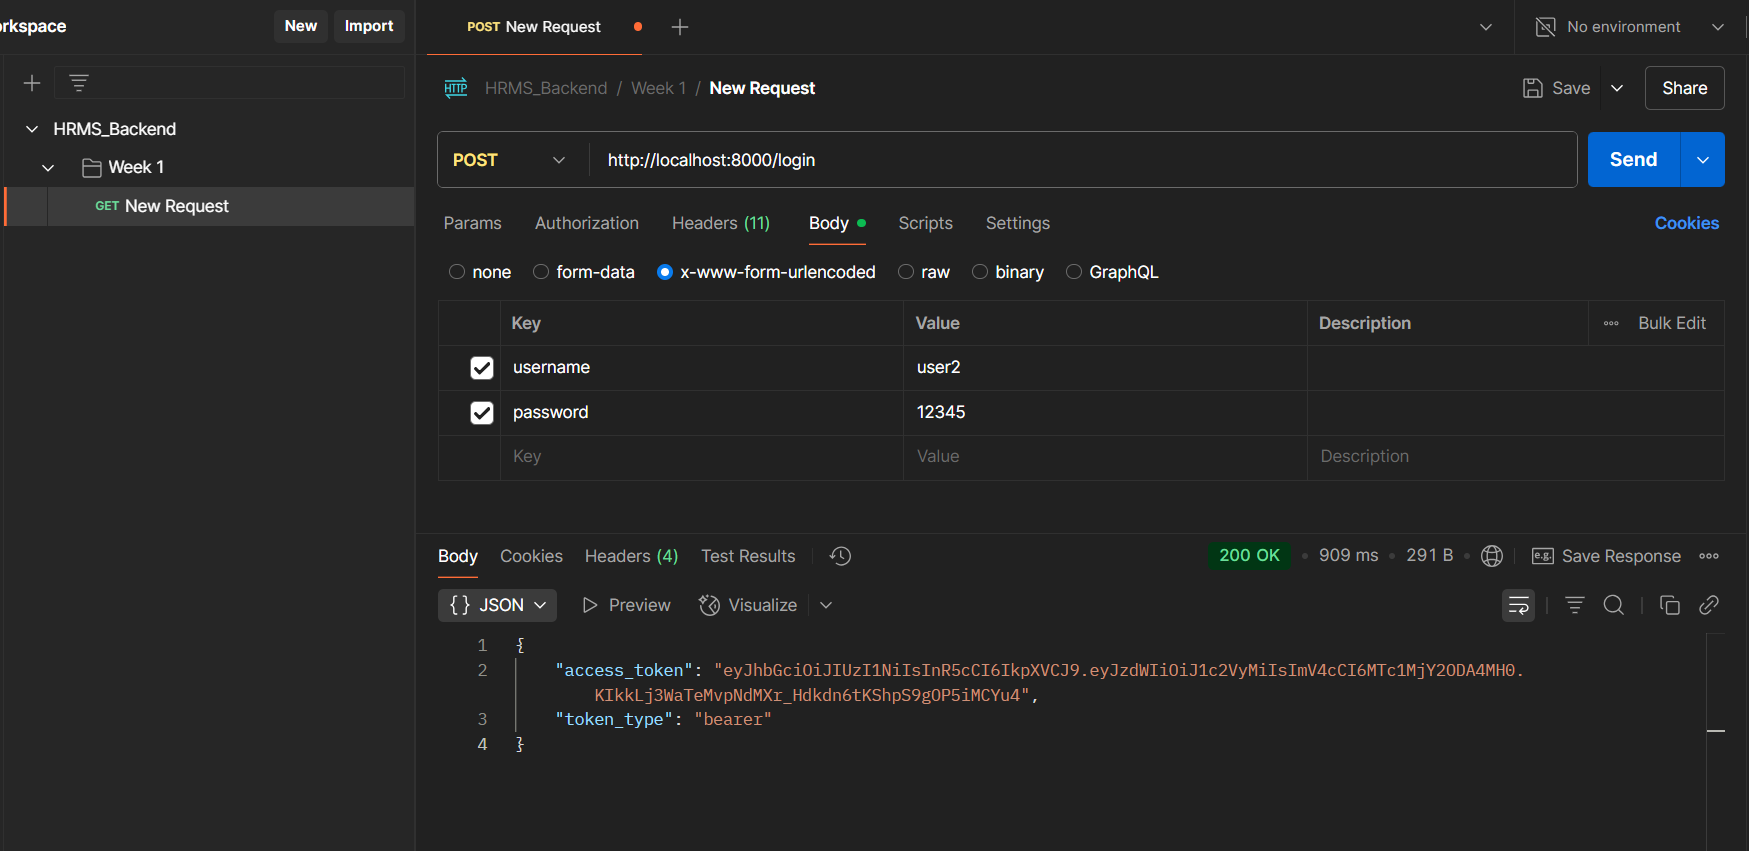 orkspace
New
Import
HRMS_Backend
Week 1
GET New Request
POST New Request
No environment
HTTP
HRMS_Backend / Week 1 / New Request
Save
Share
POST
http://localhost:8000/login
Send
Params
Authorization
Headers (11)
Body
Scripts
Settings
Cookies
none
form-data
x-www-form-urlencoded
raw
binary
GraphQL
Key
Value
Description
Bulk Edit
username
user2
password
12345
Key
Value
Description
Body
Cookies
Headers (4)
Test Results
200 OK
909 ms
291 B
e.g.
Save Response
{} JSON
Preview
Visualize
1 {
2 "access_token": "eyJhbGciOiJIUzI1NiIsInR5cCI6IkpXVCJ9.eyJzdWIiOiJ1c2VyMiIsImV4cCI6MTc1MjY2ODA4MH0.
KIkkLj3WaTeMvpNdMXr_Hdkdn6tKShpS9gOP5iMCYu4",
3 "token_type": "bearer"
4 }